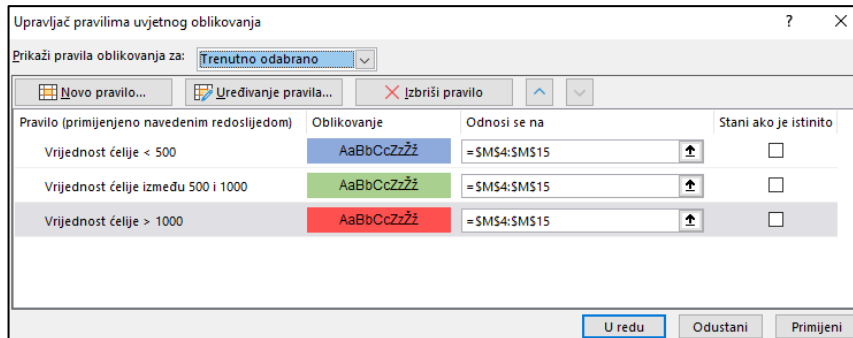 Upravljač pravilima uvjetnog oblikovanja ? ×
Prikaži pravila oblikovanja za: Trenutno odabrano
Novo pravilo... Uređivanje pravila... Izbriši pravilo
Pravilo (primijenjeno navedenim redoslijedom) Oblikovanje Odnosi se na Stani ako je istinito
Vrijednost ćelije < 500 AaBbCcZzŽž =$M$4:$M$15
Vrijednost ćelije između 500 i 1000 AaBbCcZzŽž =$M$4:$M$15
Vrijednost ćelije > 1000 AaBbCcZzŽž =$M$4:$M$15
U redu Odustani Primijeni